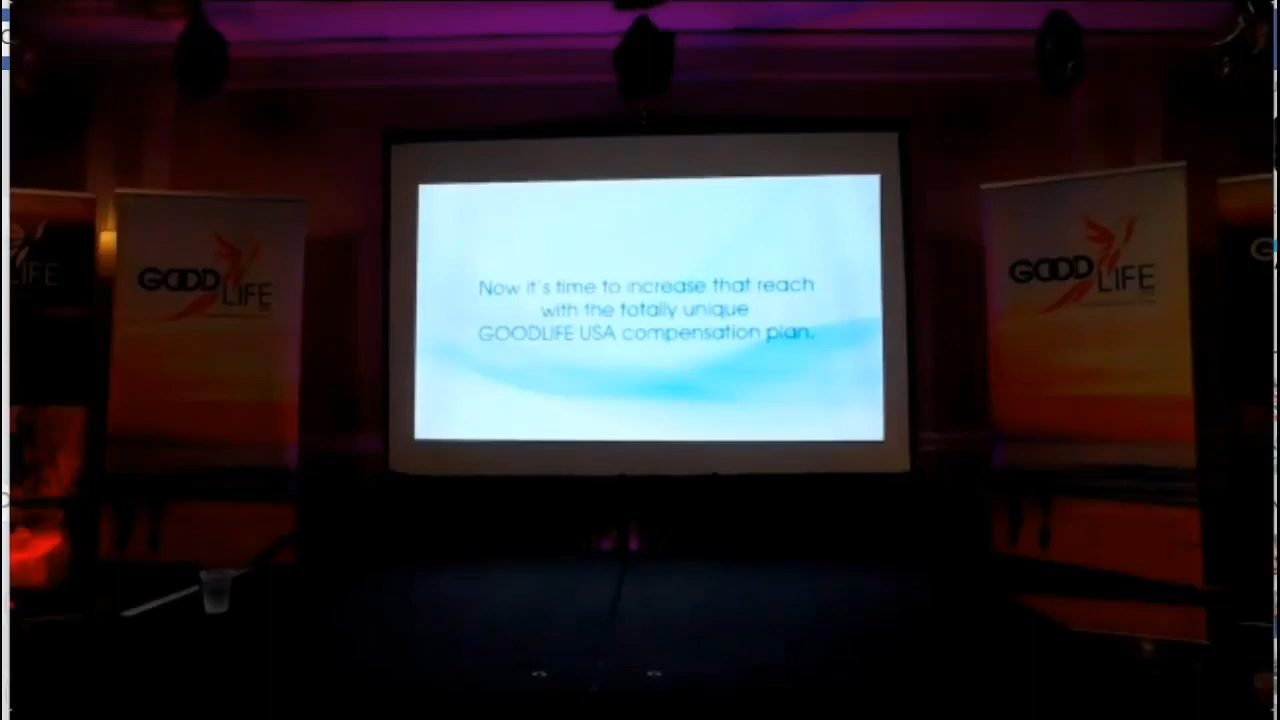 GOOD
LIFE
LIFE
Now it's time to increase that reach
with the totally unique
GOODLIFE USA compensation plan.
GOOD
LIFE
G